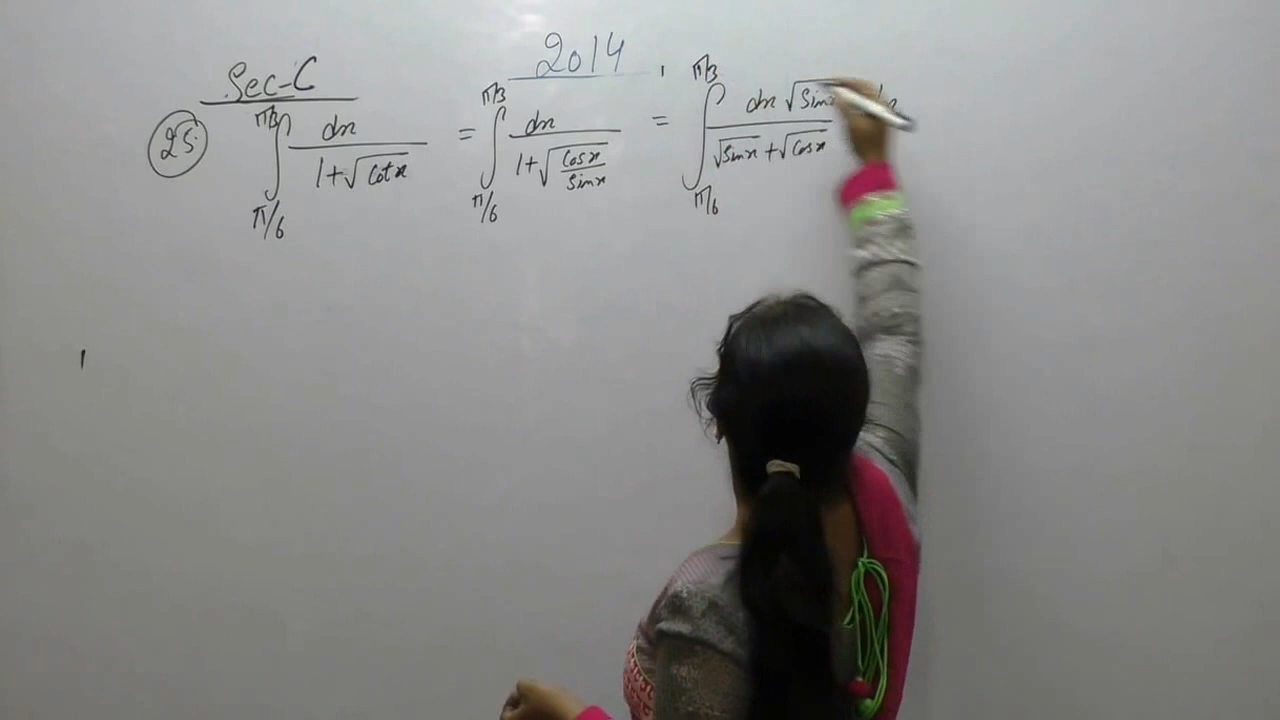 2014
Sec-C
25 ∫_{π/6}^{π/3} dx / (1+√cotx) = ∫_{π/6}^{π/3} dx / (1+√(Cosx/Sinx)) = ∫_{π/6}^{π/3} dx √Sinx / (√Sinx+√Cosx)